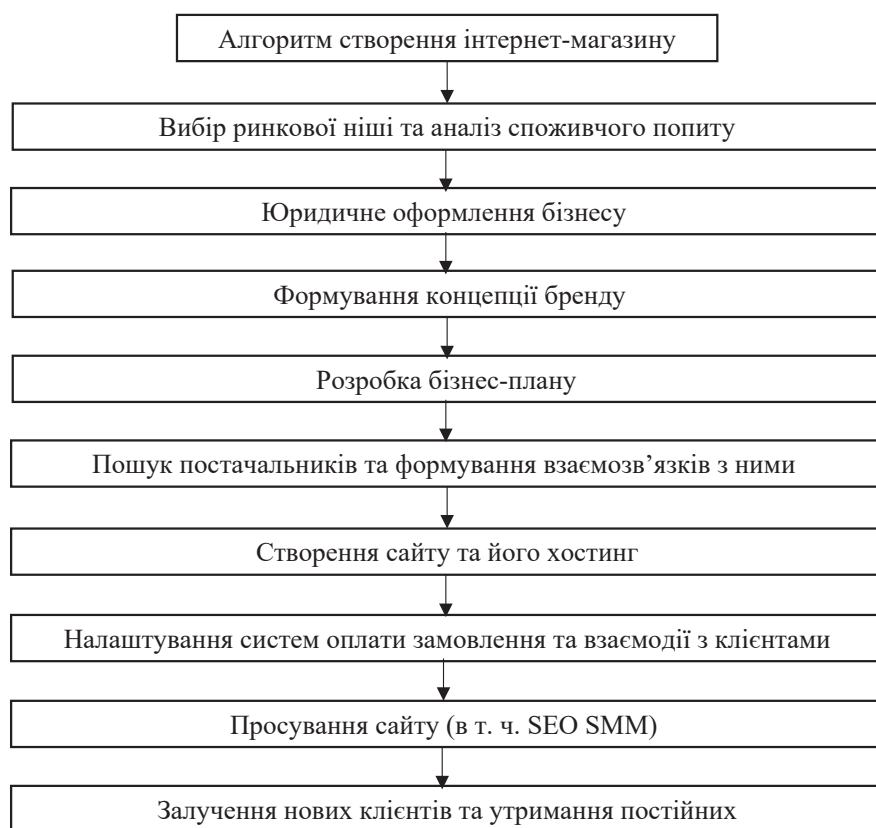 Алгоритм створення інтернет-магазину
Вибір ринкової ніші та аналіз споживчого попиту
Юридичне оформлення бізнесу
Формування концепції бренду
Розробка бізнес-плану
Пошук постачальників та формування взаємозв’язків з ними
Створення сайту та його хостинг
Налаштування систем оплати замовлення та взаємодії з клієнтами
Просування сайту (в т. ч. SEO SMM)
Залучення нових клієнтів та утримання постійних